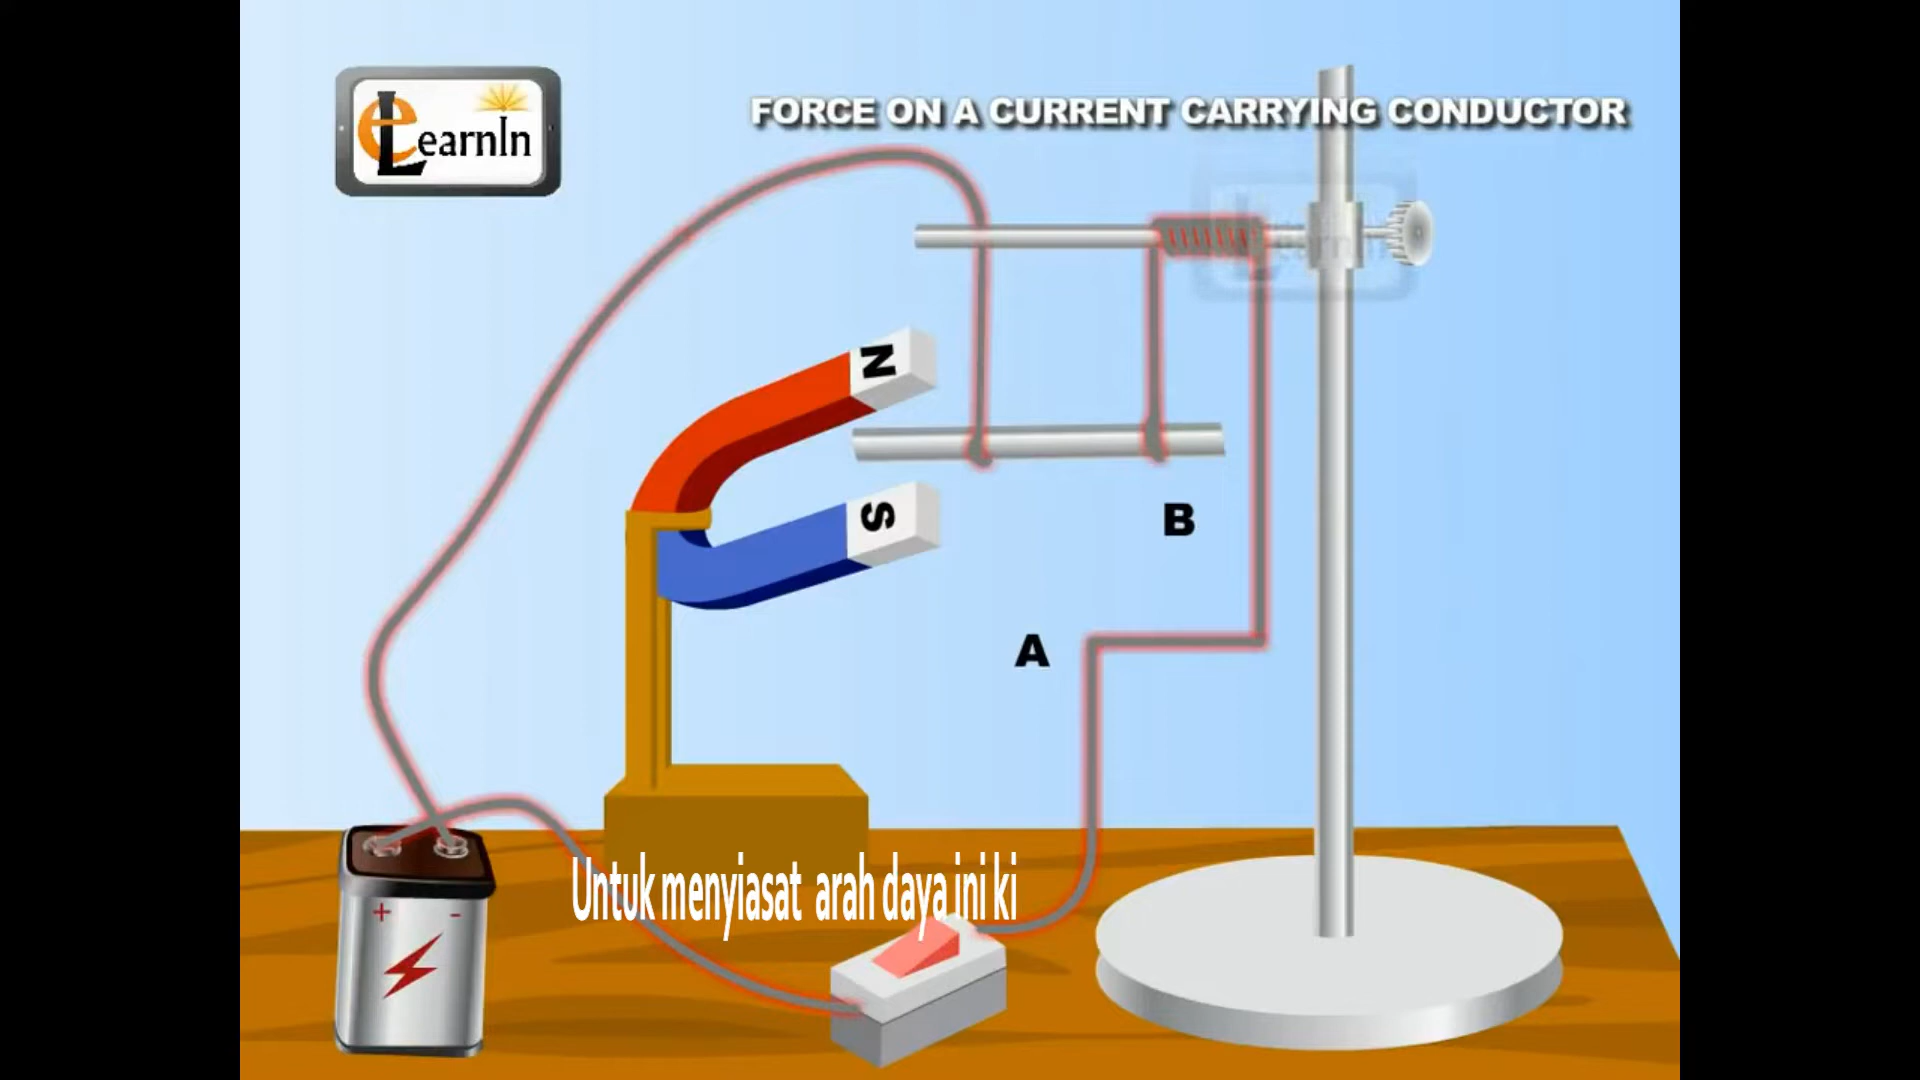 eLearnIn
FORCE ON A CURRENT CARRYING CONDUCTOR
N
S
B
A
+ -
Untuk menyiasat arah daya ini ki